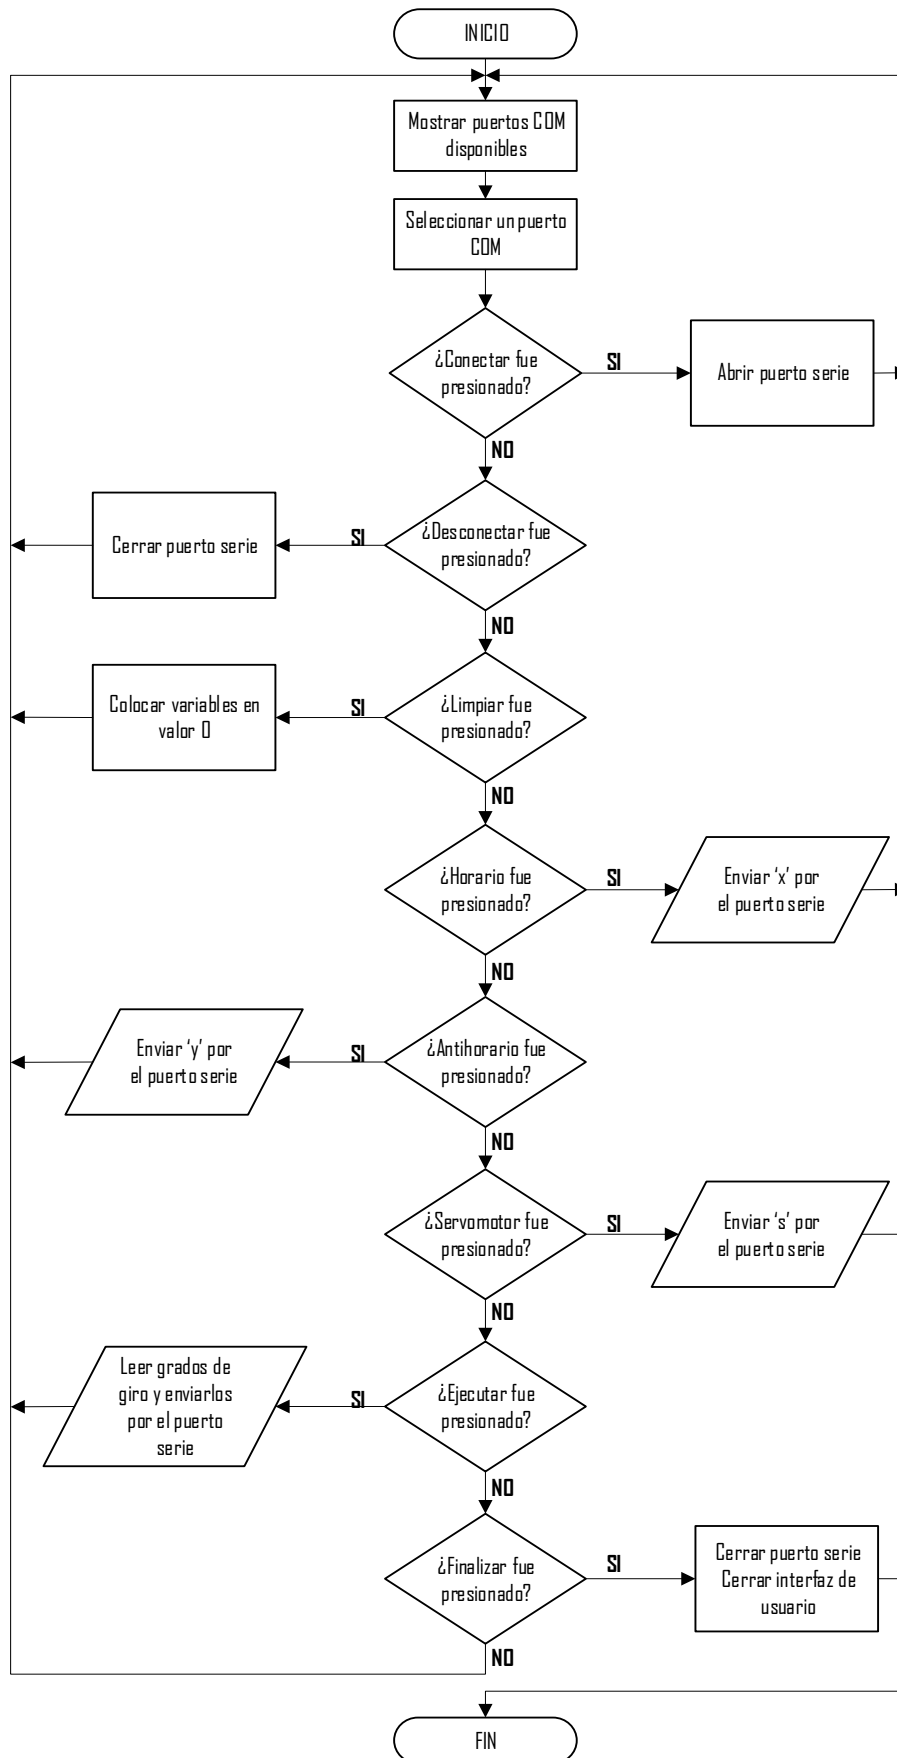 INICIO
Mostrar puertos COM
disponibles
Seleccionar un puerto
COM
¿Conectar fue
presionado?
SI
Abrir puerto serie
NO
¿Desconectar fue
presionado?
SI
Cerrar puerto serie
NO
¿Limpiar fue
presionado?
SI
Colocar variables en
valor 0
NO
¿Horario fue
presionado?
SI
Enviar ‘x’ por
el puerto serie
NO
¿Antihorario fue
presionado?
SI
Enviar ‘y’ por
el puerto serie
NO
¿Servomotor fue
presionado?
SI
Enviar ‘s’ por
el puerto serie
NO
¿Ejecutar fue
presionado?
SI
Leer grados de
giro y enviarlos
por el puerto
serie
NO
¿Finalizar fue
presionado?
SI
Cerrar puerto serie
Cerrar interfaz de
usuario
NO
FIN